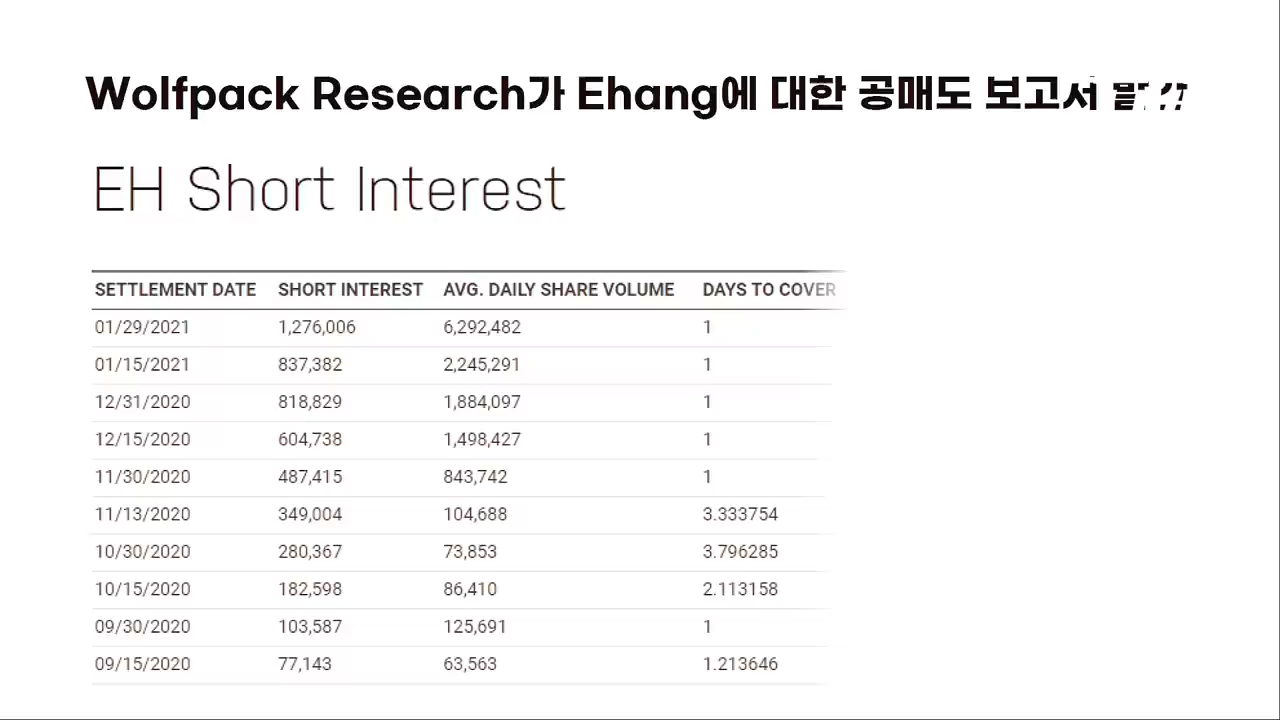 Wolfpack Research가 Ehang에 대한 공매도 보고서
EH Short Interest
SETTLEMENT DATE SHORT INTEREST AVG. DAILY SHARE VOLUME DAYS TO COVER
01/29/2021 1,276,006 6,292,482 1
01/15/2021 837,382 2,245,291 1
12/31/2020 818,829 1,884,097 1
12/15/2020 604,738 1,498,427 1
11/30/2020 487,415 843,742 1
11/13/2020 349,004 104,688 3.333754
10/30/2020 280,367 73,853 3.796285
10/15/2020 182,598 86,410 2.113158
09/30/2020 103,587 125,691 1
09/15/2020 77,143 63,563 1.213646